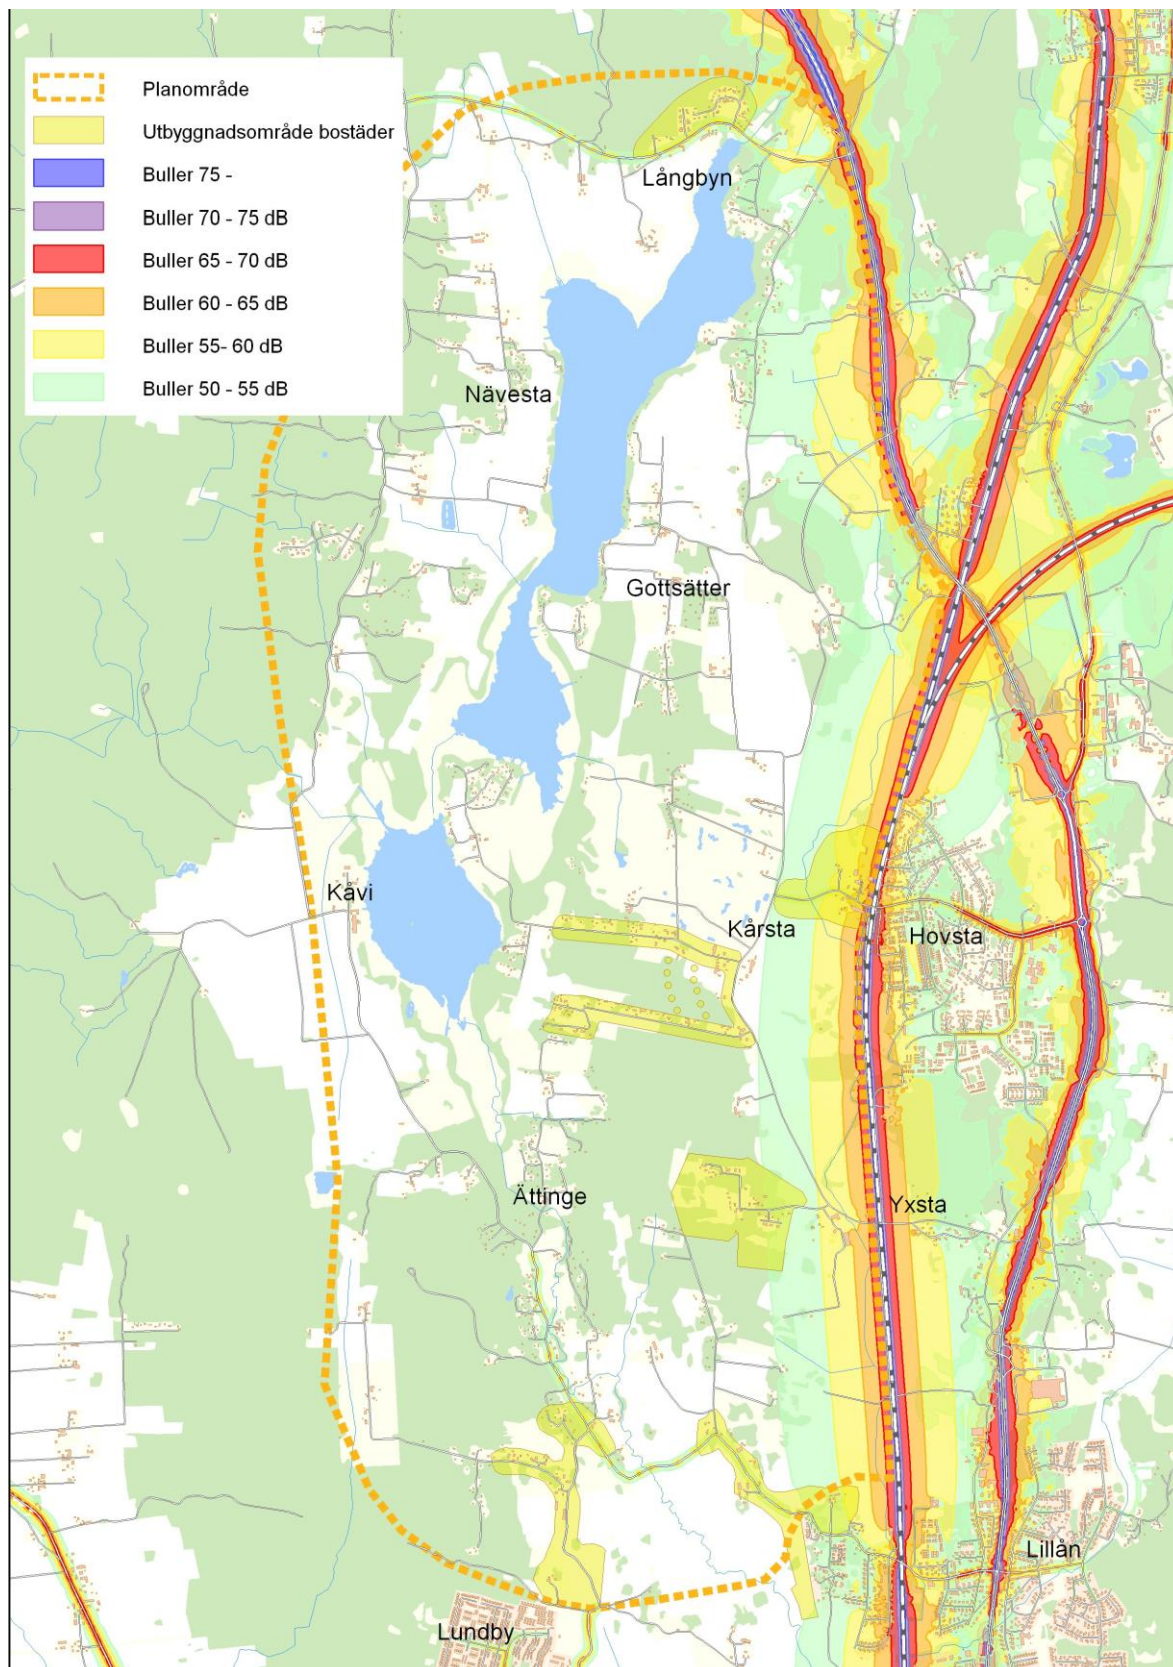 Planområde
Utbyggnadsområde bostäder
Buller 75 -
Buller 70 - 75 dB
Buller 65 - 70 dB
Buller 60 - 65 dB
Buller 55- 60 dB
Buller 50 - 55 dB
Långbyn
Nävesta
Gottsätter
Kåvi
Kårsta
Hovsta
Ättinge
Yxsta
Lillån
Lundby